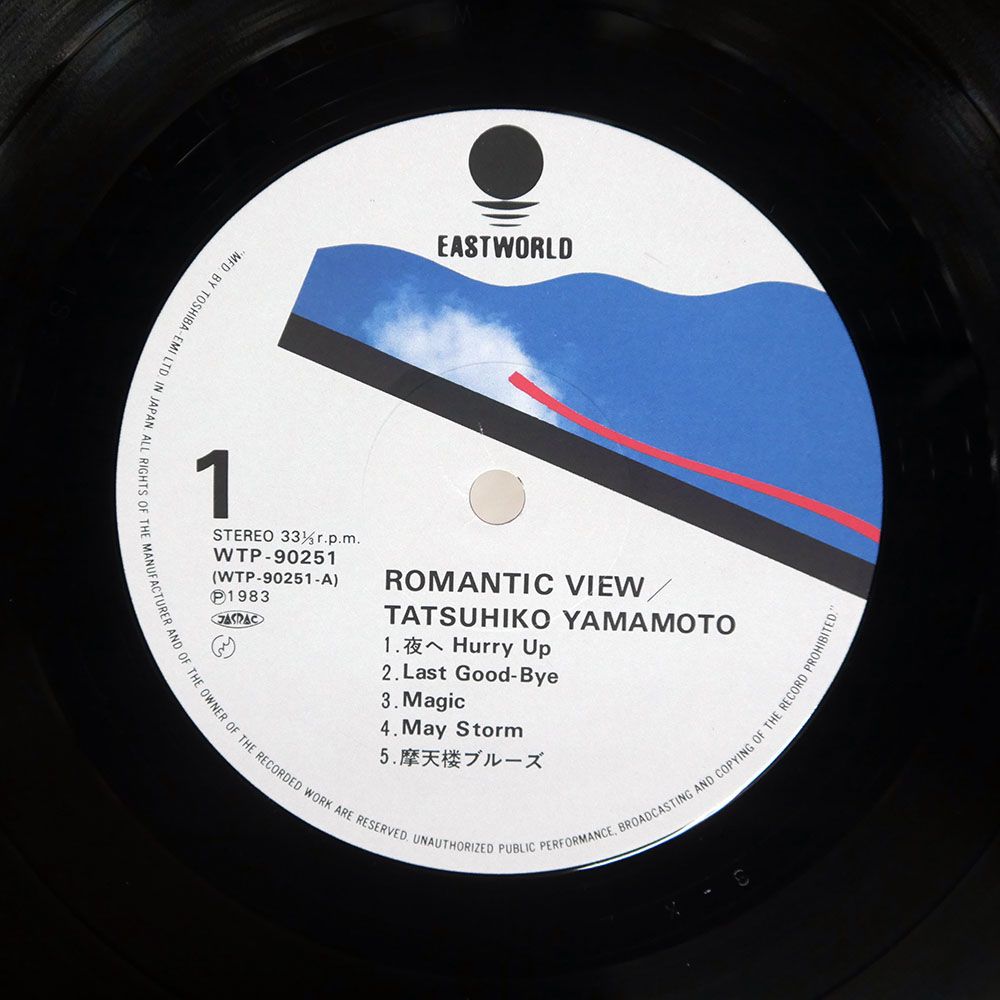 EASTWORLD
1
STEREO 33⅓ r.p.m.
WTP-90251
(WTP-90251-A)
Ⓟ1983
JASRAC
ROMANTIC VIEW/
TATSUHIKO YAMAMOTO
1.夜へ Hurry Up
2.Last Good-Bye
3.Magic
4.May Storm
5.摩天楼ブルーズ
"MFD. BY TOSHIBA-EMI LTD. IN JAPAN. ALL RIGHTS OF THE MANUFACTURER AND OF THE OWNER OF THE RECORDED WORK ARE RESERVED. UNAUTHORIZED PUBLIC PERFORMANCE, BROADCASTING AND COPYING OF THE RECORD PROHIBITED."